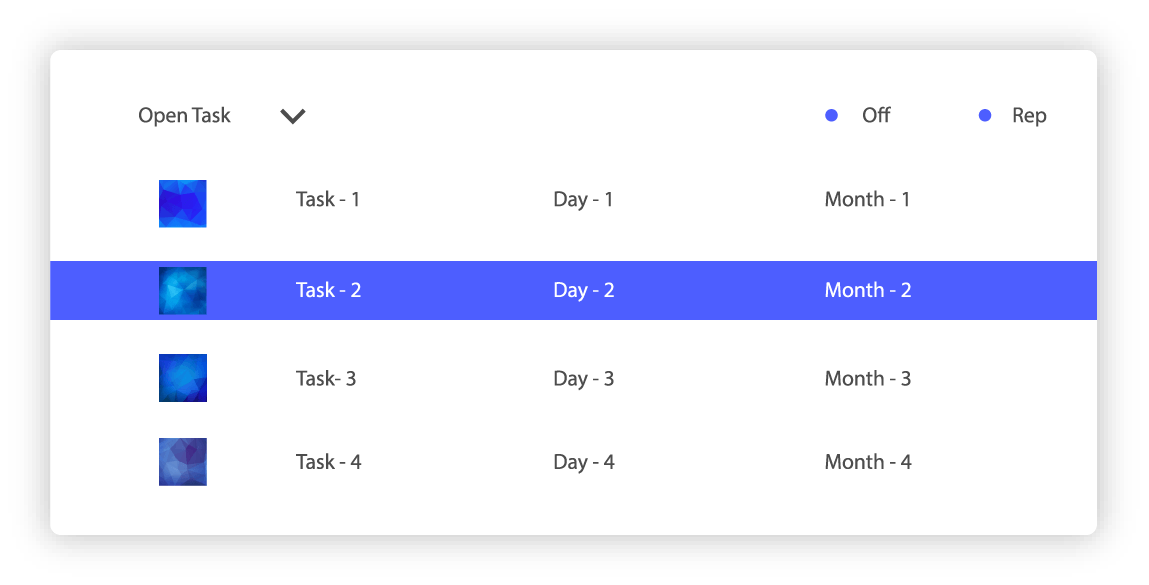 Open Task Off Rep
Task - 1 Day - 1 Month - 1
Task - 2 Day - 2 Month - 2
Task- 3 Day - 3 Month - 3
Task - 4 Day - 4 Month - 4